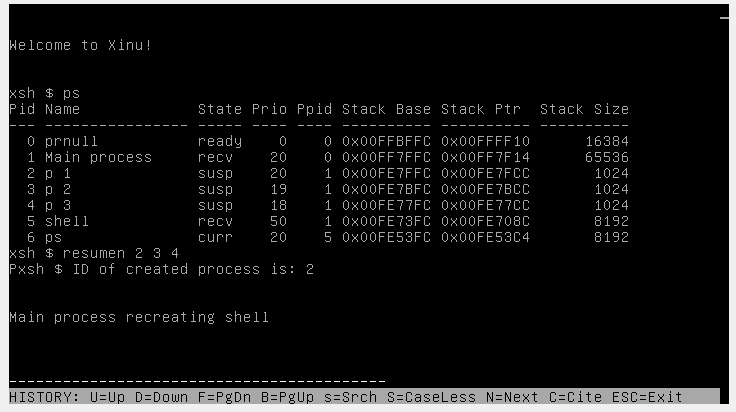 Welcome to Xinu!
xsh $ ps
Pid Name             State Prio Ppid Stack Base Stack Ptr  Stack Size
--- ---------------- ----- ---- ---- ---------- ---------- ----------
  0 prnull           ready    0    0 0x00FFBFFC 0x00FFFF10      16384
  1 Main process     recv    20    0 0x00FF7FFC 0x00FF7F14      65536
  2 p 1              susp    20    1 0x00FE7FFC 0x00FE7FCC       1024
  3 p 2              susp    19    1 0x00FE7BFC 0x00FE7BCC       1024
  4 p 3              susp    18    1 0x00FE77FC 0x00FE77CC       1024
  5 shell            recv    50    1 0x00FE73FC 0x00FE708C       8192
  6 ps               curr    20    5 0x00FE53FC 0x00FE53C4       8192
xsh $ resumen 2 3 4
Pxsh $ ID of created process is: 2
Main process recreating shell
----------------------------------------------
HISTORY: U=Up D=Down F=PgDn B=PgUp s=Srch S=CaseLess N=Next C=Cite ESC=Exit